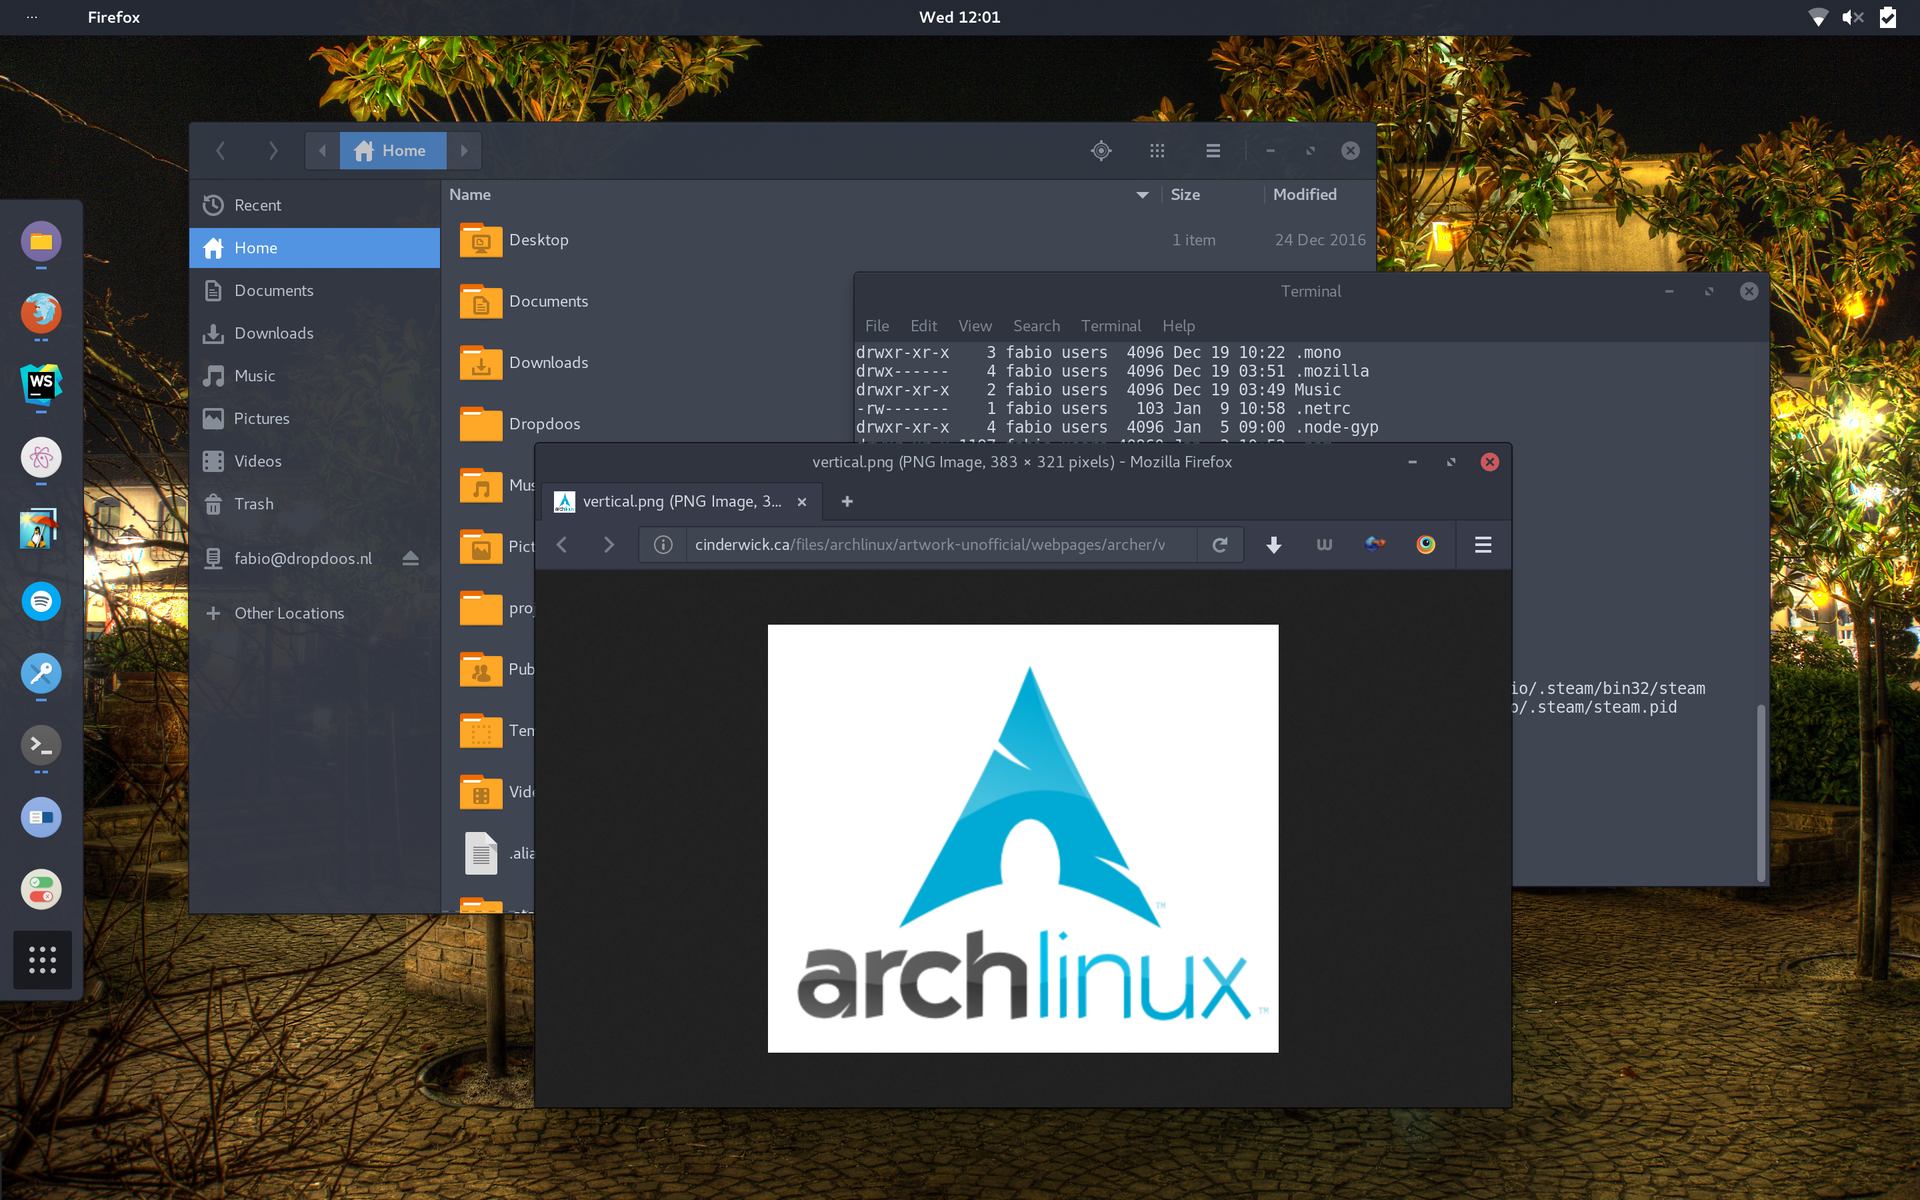 Firefox
Wed 12:01
Home
Recent
Home
Documents
Downloads
Music
Pictures
Videos
Trash
fabio@dropdoos.nl
Other Locations
Name
Size
Modified
Desktop
1 item
24 Dec 2016
Documents
Downloads
Dropdoos
Mus
Pict
pro
Pub
Tem
Vide
.alia
Terminal
File Edit View Search Terminal Help
drwxr-xr-x 3 fabio users 4096 Dec 19 10:22 .mono
drwx------ 4 fabio users 4096 Dec 19 03:51 .mozilla
drwxr-xr-x 2 fabio users 4096 Dec 19 03:49 Music
-rw------- 1 fabio users 103 Jan 9 10:58 .netrc
drwxr-xr-x 4 fabio users 4096 Jan 5 09:00 .node-gyp
io/.steam/bin32/steam
o/.steam/steam.pid
vertical.png (PNG Image, 383 × 321 pixels) - Mozilla Firefox
vertical.png (PNG Image, 3...
cinderwick.ca/files/archlinux/artwork-unofficial/webpages/archer/v
TM
archlinux TM
WS